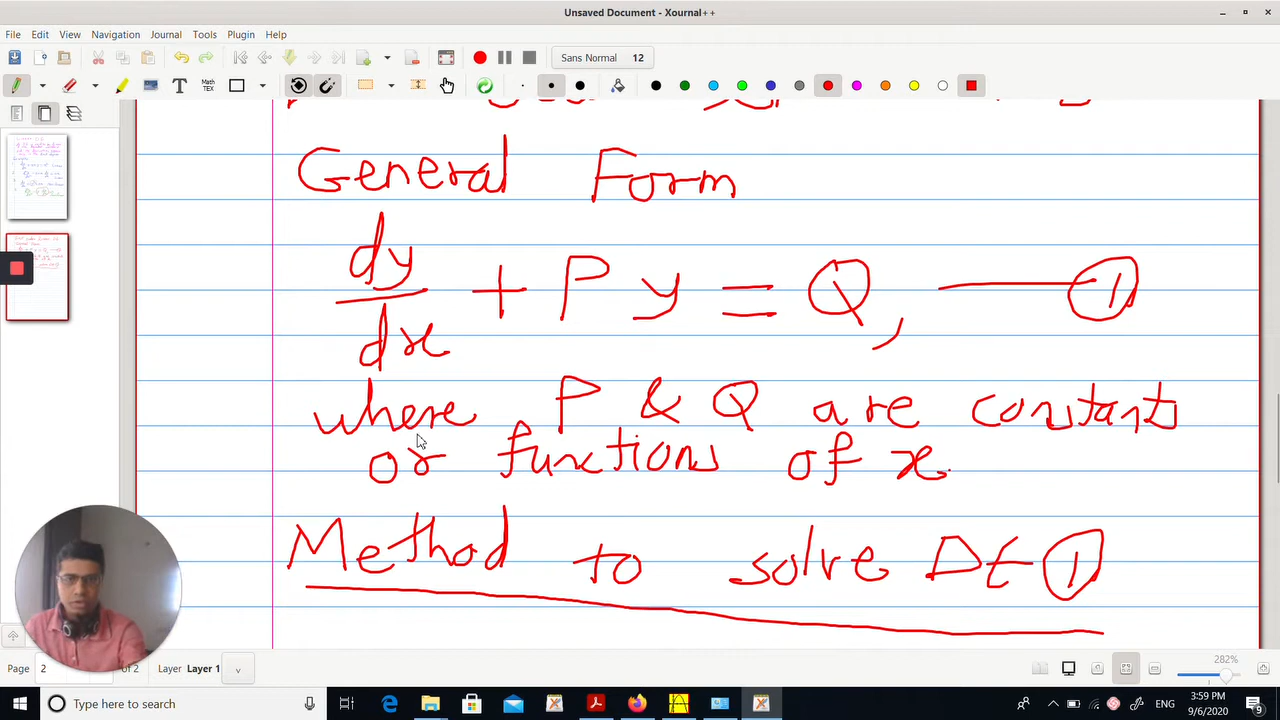 Unsaved Document - Xournal++
File Edit View Navigation Journal Tools Plugin Help
Sans Normal 12
General Form
dy/dx + Py = Q, —— ①
where P & Q are constant
or functions of x.
Method to solve DE ①
Page 2 of 2 Layer Layer 1
282%
Type here to search
ENG
3:59 PM
9/6/2020
9